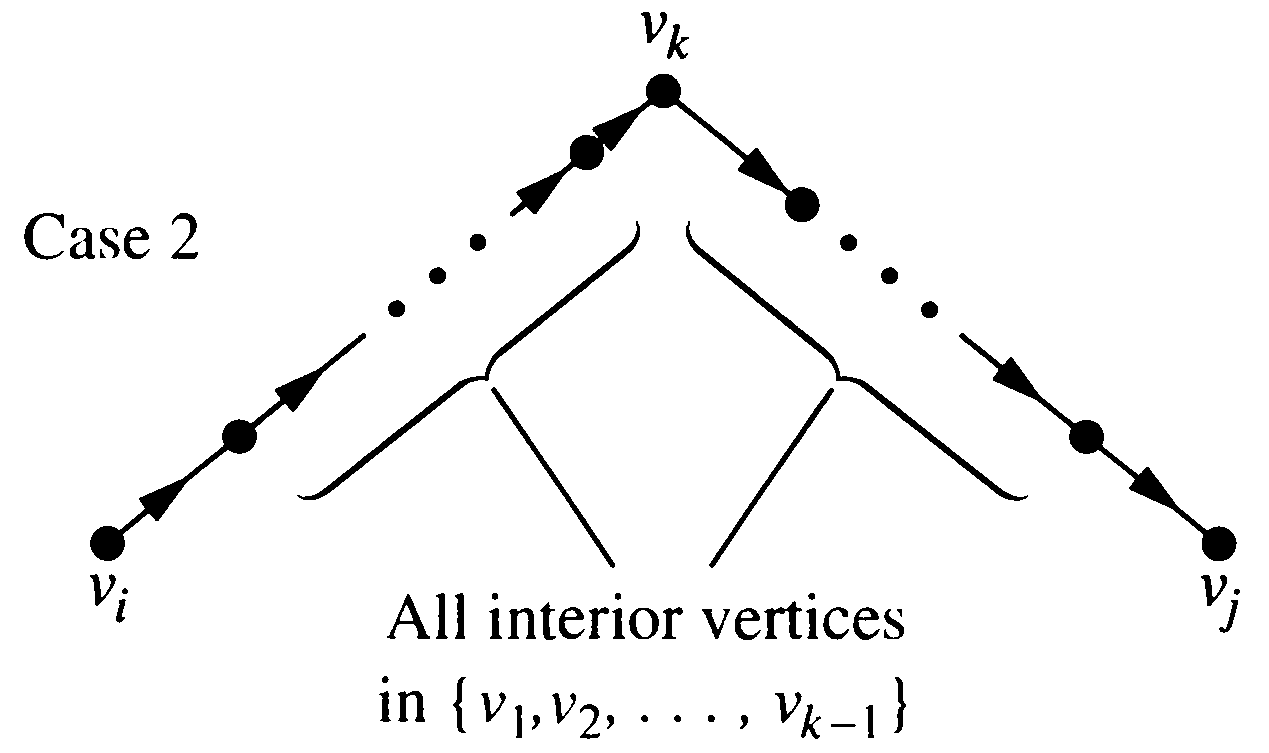 v_k
Case 2
v_i
v_j
All interior vertices
in {v_1, v_2, . . . , v_{k-1}}